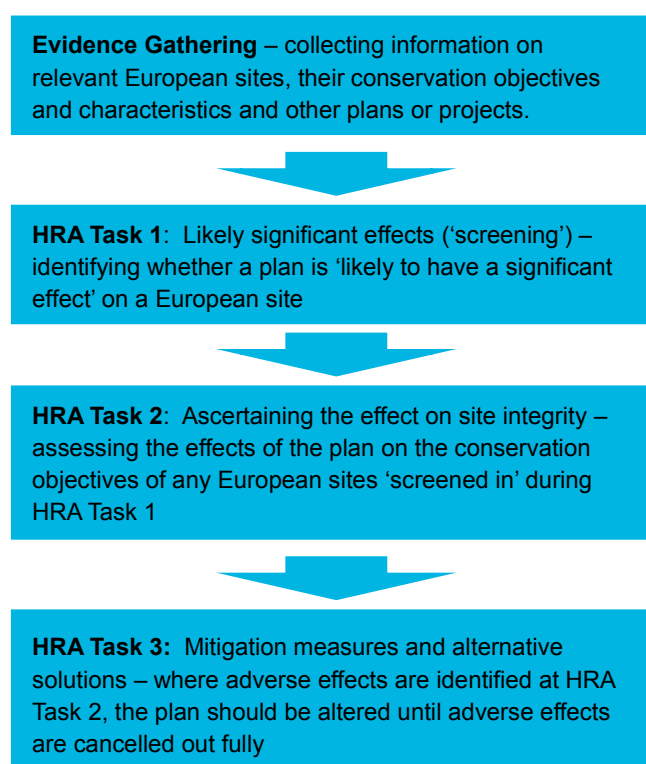 Evidence Gathering – collecting information on
relevant European sites, their conservation objectives
and characteristics and other plans or projects.
HRA Task 1:  Likely significant effects (‘screening’) –
identifying whether a plan is ‘likely to have a significant
effect’ on a European site
HRA Task 2:  Ascertaining the effect on site integrity –
assessing the effects of the plan on the conservation
objectives of any European sites ‘screened in’ during
HRA Task 1
HRA Task 3:  Mitigation measures and alternative
solutions – where adverse effects are identified at HRA
Task 2, the plan should be altered until adverse effects
are cancelled out fully